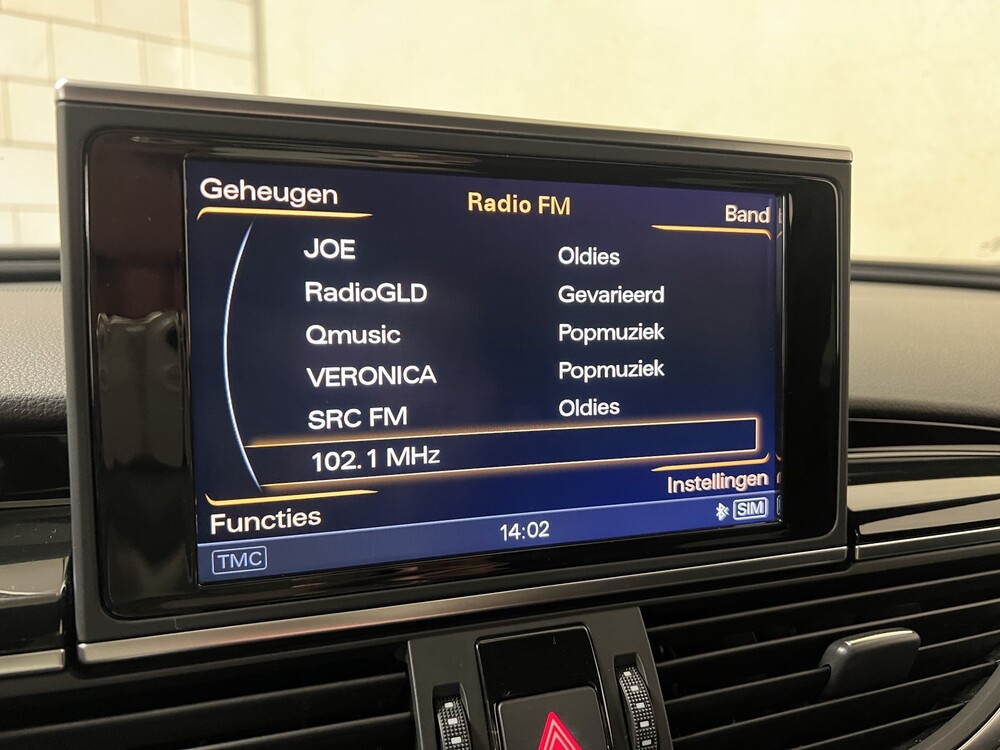 Geheugen Radio FM Band
JOE Oldies
RadioGLD Gevarieerd
Qmusic Popmuziek
VERONICA Popmuziek
SRC FM Oldies
102.1 MHz
Instellingen
Functies 14:02 SIM
TMC